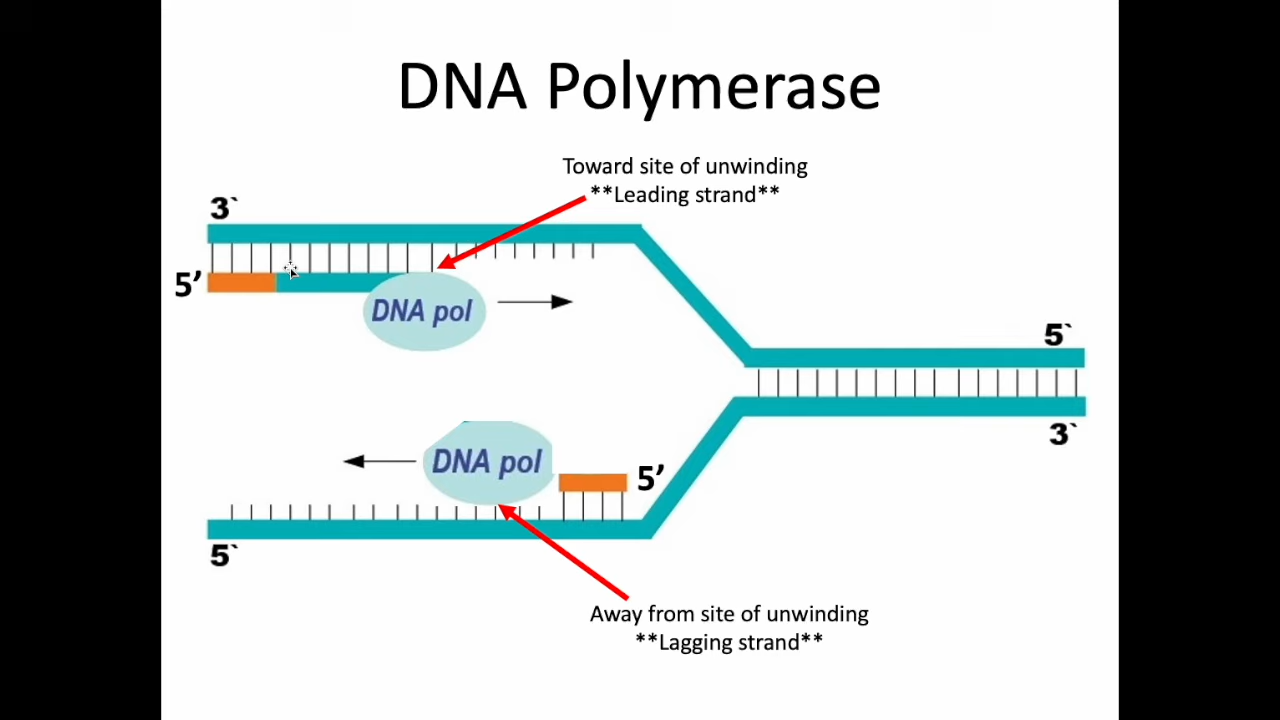 DNA Polymerase
Toward site of unwinding
**Leading strand**
3`
5’
DNA pol
5`
3`
DNA pol
5’
5`
Away from site of unwinding
**Lagging strand**